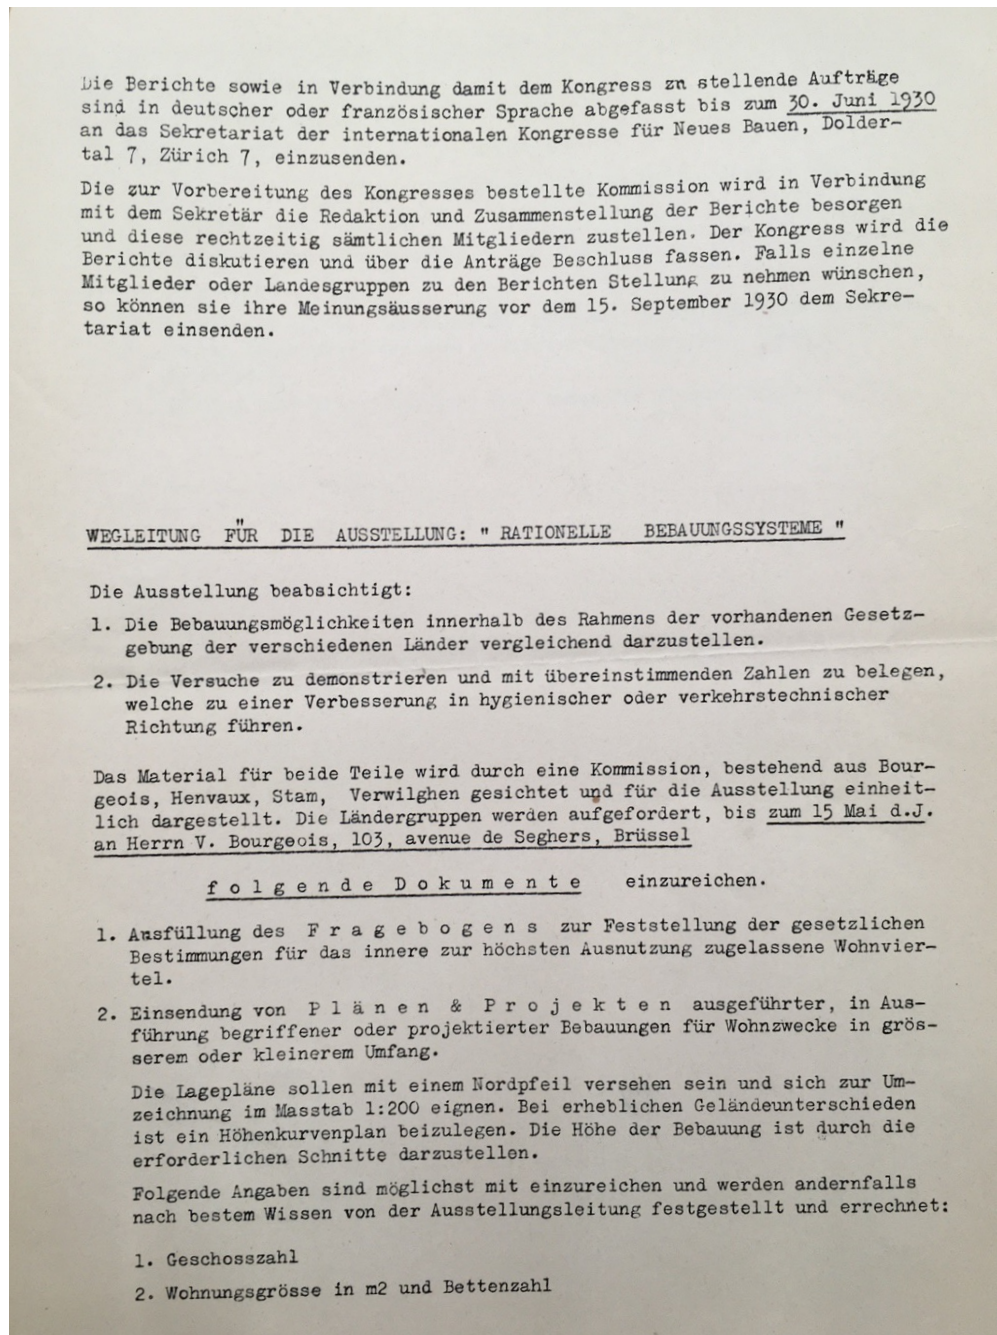 Die Berichte sowie in Verbindung damit dem Kongress zu stellende Aufträge
sind in deutscher oder französischer Sprache abgefasst bis zum 30. Juni 1930
an das Sekretariat der internationalen Kongresse für Neues Bauen, Dolder-
tal 7, Zürich 7, einzusenden.
Die zur Vorbereitung des Kongresses bestellte Kommission wird in Verbindung
mit dem Sekretär die Redaktion und Zusammenstellung der Berichte besorgen
und diese rechtzeitig sämtlichen Mitgliedern zustellen. Der Kongress wird die
Berichte diskutieren und über die Anträge Beschluss fassen. Falls einzelne
Mitglieder oder Landesgruppen zu den Berichten Stellung zu nehmen wünschen,
so können sie ihre Meinungsäusserung vor dem 15. September 1930 dem Sekre-
tariat einsenden.
WEGLEITUNG FÜR DIE AUSSTELLUNG: " RATIONELLE BEBAUUNGSSYSTEME "
Die Ausstellung beabsichtigt:
1. Die Bebauungsmöglichkeiten innerhalb des Rahmens der vorhandenen Gesetz-
gebung der verschiedenen Länder vergleichend darzustellen.
2. Die Versuche zu demonstrieren und mit übereinstimmenden Zahlen zu belegen,
welche zu einer Verbesserung in hygienischer oder verkehrstechnischer
Richtung führen.
Das Material für beide Teile wird durch eine Kommission, bestehend aus Bour-
geois, Henvaux, Stam, Verwilghen gesichtet und für die Ausstellung einheit-
lich dargestellt. Die Ländergruppen werden aufgefordert, bis zum 15 Mai d.J.
an Herrn V. Bourgeois, 103, avenue de Seghers, Brüssel
f o l g e n d e D o k u m e n t e einzureichen.
1. Ausfüllung des F r a g e b o g e n s zur Feststellung der gesetzlichen
Bestimmungen für das innere zur höchsten Ausnutzung zugelassene Wohnvier-
tel.
2. Einsendung von P l ä n e n & P r o j e k t e n ausgeführter, in Aus-
führung begriffener oder projektierter Bebauungen für Wohnzwecke in grös-
serem oder kleinerem Umfang.
Die Lagepläne sollen mit einem Nordpfeil versehen sein und sich zur Um-
zeichnung im Masstab 1:200 eignen. Bei erheblichen Geländeunterschieden
ist ein Höhenkurvenplan beizulegen. Die Höhe der Bebauung ist durch die
erforderlichen Schnitte darzustellen.
Folgende Angaben sind möglichst mit einzureichen und werden andernfalls
nach bestem Wissen von der Ausstellungsleitung festgestellt und errechnet:
1. Geschosszahl
2. Wohnungsgrösse in m2 und Bettenzahl